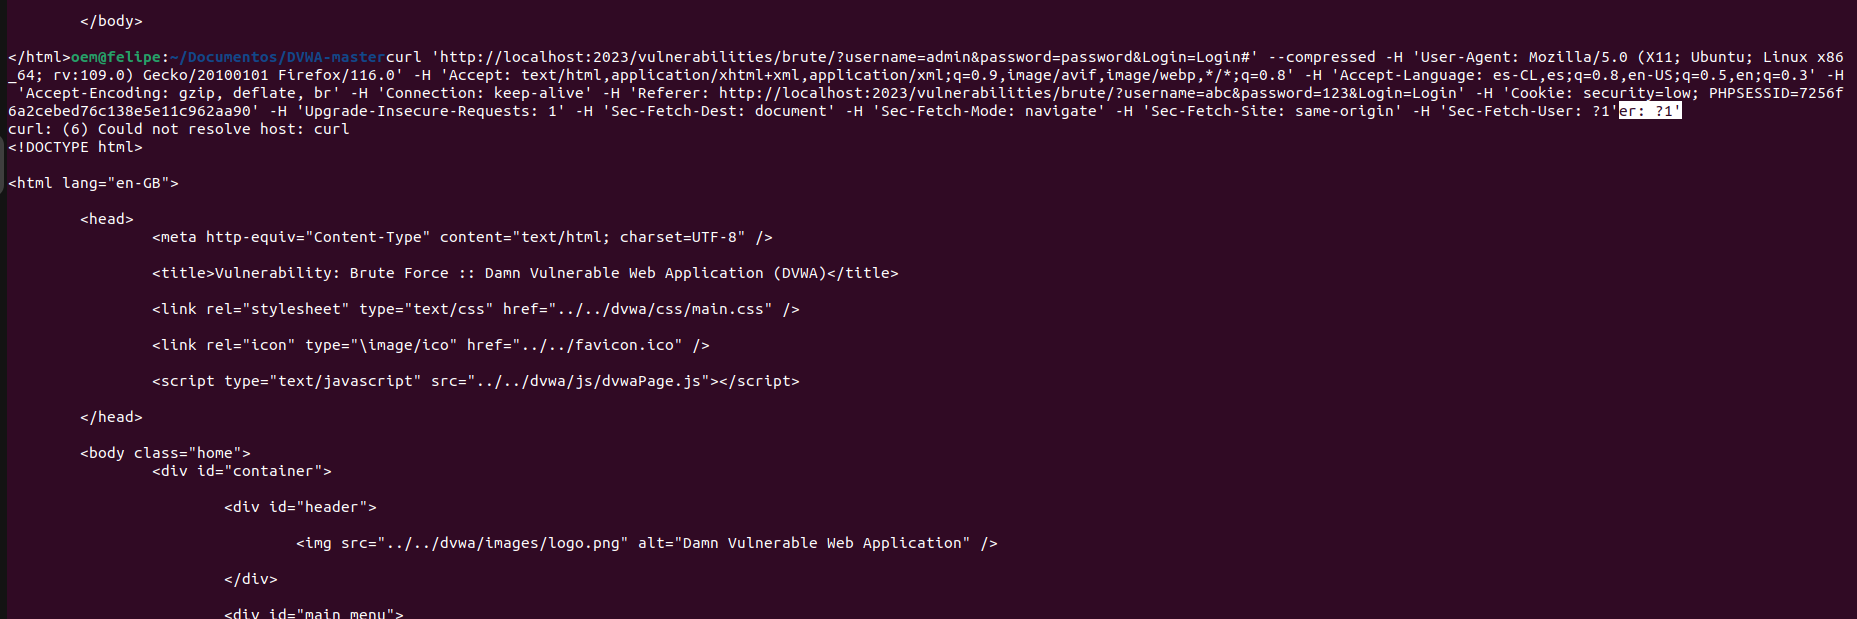 </body>
</html>oem@felipe:~/Documentos/DVWA-mastercurl 'http://localhost:2023/vulnerabilities/brute/?username=admin&password=password&Login=Login#' --compressed -H 'User-Agent: Mozilla/5.0 (X11; Ubuntu; Linux x86
_64; rv:109.0) Gecko/20100101 Firefox/116.0' -H 'Accept: text/html,application/xhtml+xml,application/xml;q=0.9,image/avif,image/webp,*/*;q=0.8' -H 'Accept-Language: es-CL,es;q=0.8,en-US;q=0.5,en;q=0.3' -H
'Accept-Encoding: gzip, deflate, br' -H 'Connection: keep-alive' -H 'Referer: http://localhost:2023/vulnerabilities/brute/?username=abc&password=123&Login=Login' -H 'Cookie: security=low; PHPSESSID=7256f
6a2cebed76c138e5e11c962aa90' -H 'Upgrade-Insecure-Requests: 1' -H 'Sec-Fetch-Dest: document' -H 'Sec-Fetch-Mode: navigate' -H 'Sec-Fetch-Site: same-origin' -H 'Sec-Fetch-User: ?1'er: ?1'
curl: (6) Could not resolve host: curl
<!DOCTYPE html>
<html lang="en-GB">
<head>
<meta http-equiv="Content-Type" content="text/html; charset=UTF-8" />
<title>Vulnerability: Brute Force :: Damn Vulnerable Web Application (DVWA)</title>
<link rel="stylesheet" type="text/css" href="../../dvwa/css/main.css" />
<link rel="icon" type="\image/ico" href="../../favicon.ico" />
<script type="text/javascript" src="../../dvwa/js/dvwaPage.js"></script>
</head>
<body class="home">
<div id="container">
<div id="header">
<img src="../../dvwa/images/logo.png" alt="Damn Vulnerable Web Application" />
</div>
<div id="main_menu">